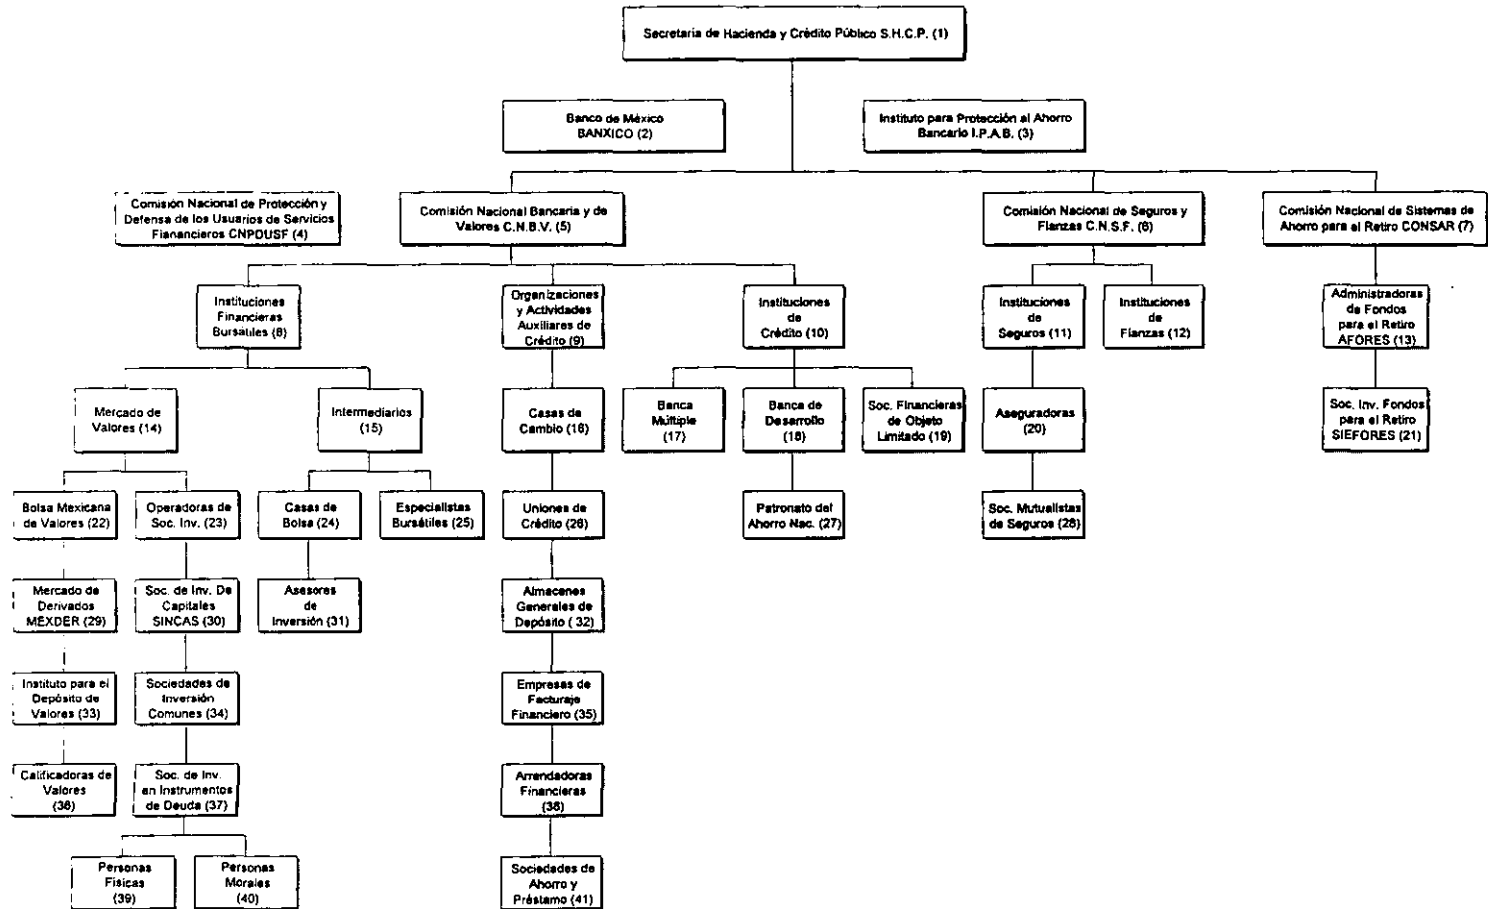 Secretaría de Hacienda y Crédito Público S.H.C.P. (1)
Banco de México
BANXICO (2)
Instituto para Protección al Ahorro
Bancario I.P.A.B. (3)
Comisión Nacional de Protección y
Defensa de los Usuarios de Servicios
Fianancieros CNPDUSF (4)
Comisión Nacional Bancaria y de
Valores C.N.B.V. (5)
Comisión Nacional de Seguros y
Fianzas C.N.S.F. (6)
Comisión Nacional de Sistemas de
Ahorro para el Retiro CONSAR (7)
Instituciones
Financieras
Bursátiles (8)
Organizaciones
y Actividades
Auxiliares de
Crédito (9)
Instituciones
de
Crédito (10)
Instituciones
de
Seguros (11)
Instituciones
de
Fianzas (12)
Administradoras
de Fondos
para el Retiro
AFORES (13)
Mercado de
Valores (14)
Intermediarios
(15)
Casas de
Cambio (16)
Banca
Múltiple
(17)
Banca de
Desarrollo
(18)
Soc. Financieras
de Objeto
Limitado (19)
Aseguradoras
(20)
Soc. Inv. Fondos
para el Retiro
SIEFORES (21)
Bolsa Mexicana
de Valores (22)
Operadoras de
Soc. Inv. (23)
Casas de
Bolsa (24)
Especialistas
Bursátiles (25)
Uniones de
Crédito (26)
Patronato del
Ahorro Nac. (27)
Soc. Mutualistas
de Seguros (28)
Mercado de
Derivados
MEXDER (29)
Soc. de Inv. De
Capitales
SINCAS (30)
Asesores
de
Inversión (31)
Almacenes
Generales de
Depósito ( 32)
Instituto para el
Depósito de
Valores (33)
Sociedades de
Inversión
Comunes (34)
Empresas de
Facturaje
Financiero (35)
Calificadoras de
Valores
(36)
Soc. de Inv.
en Instrumentos
de Deuda (37)
Arrendadoras
Financieras
(38)
Personas
Físicas
(39)
Personas
Morales
(40)
Sociedades de
Ahorro y
Préstamo (41)